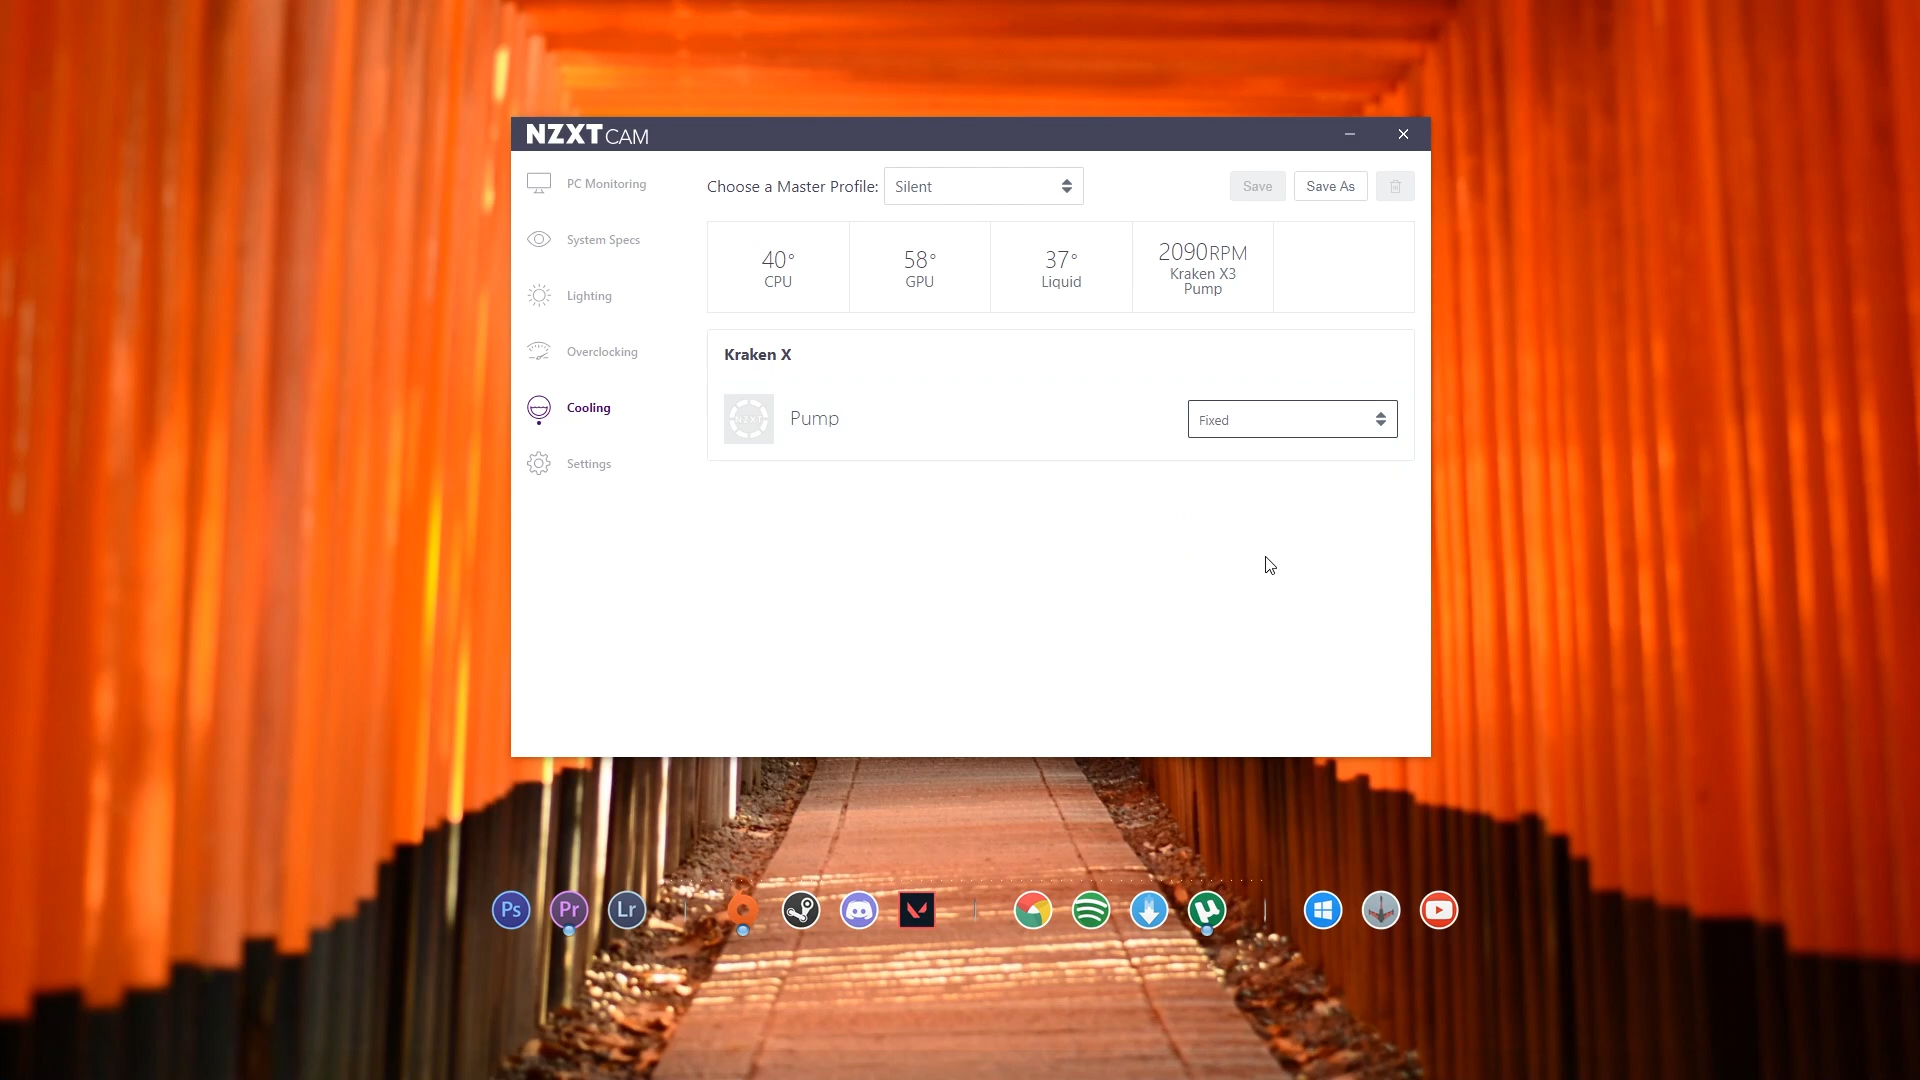 NZXT CAM
PC Monitoring
System Specs
Lighting
Overclocking
Cooling
Settings
Choose a Master Profile: Silent
Save
Save As
40°
CPU
58°
GPU
37°
Liquid
2090RPM
Kraken X3
Pump
Kraken X
NZXT
Pump
Fixed
Ps
Pr
Lr